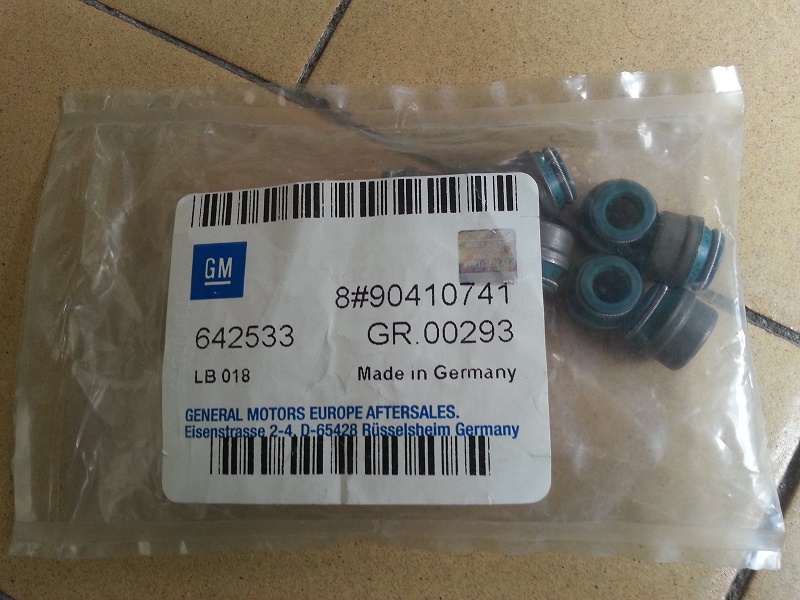 GM
8#90410741
642533 GR.00293
LB 018 Made in Germany
GENERAL MOTORS EUROPE AFTERSALES.
Eisenstrasse 2-4, D-65428 Rüsselsheim Germany